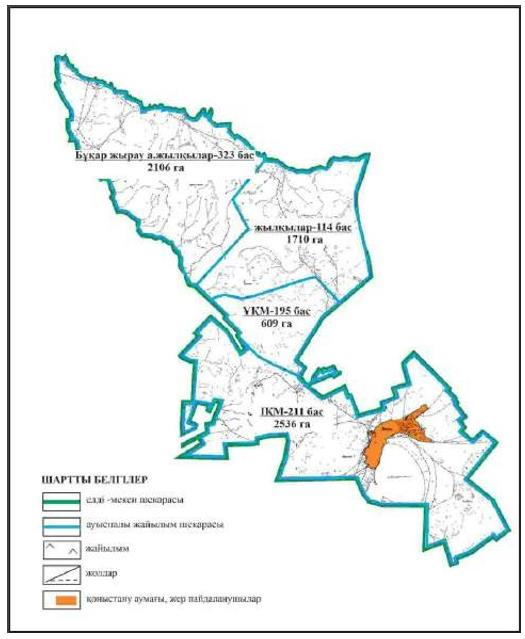 Бұқар жырау а.жылқылар-323 бас
2106 га
жылқылар-114 бас
1710 га
ҰҚМ-195 бас
609 га
ІҚМ-211 бас
2536 га
ШАРТТЫ БЕЛГІЛЕР
елді -мекен шекарасы
ауыспалы жайылым шекарасы
жайылым
жолдар
қоныстану аумағы, жер пайдаланушылар